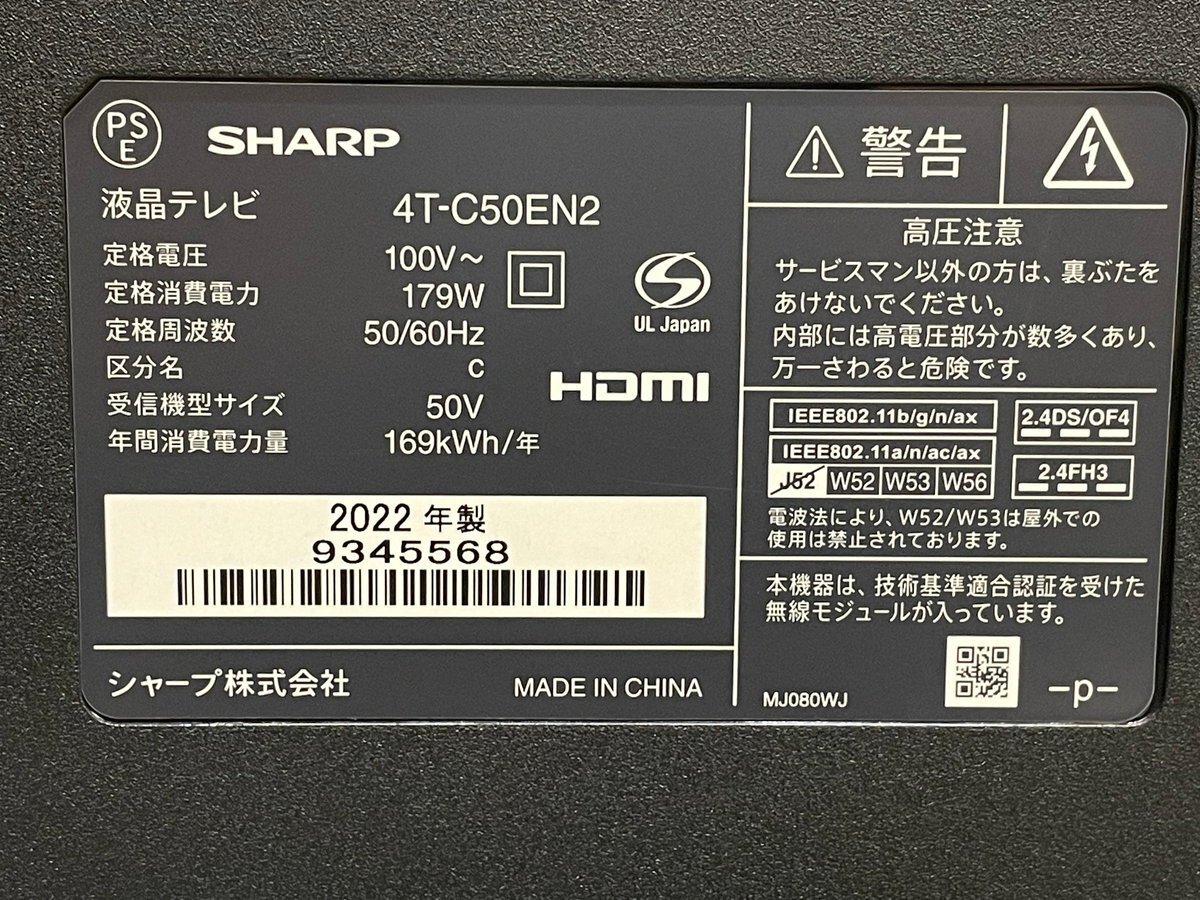 PSE
SHARP
液晶テレビ 4T-C50EN2
定格電圧 100V～
定格消費電力 179W
定格周波数 50/60Hz
区分名 C
受信機型サイズ 50V
年間消費電力量 169kWh/年
S
UL Japan
HDMI
2022 年製
9345568
シャープ株式会社 MADE IN CHINA
警告
高圧注意
サービスマン以外の方は、裏ぶたを
あけないでください。
内部には高電圧部分が数多くあり、
万一さわると危険です。
IEEE802.11b/g/n/ax
IEEE802.11a/n/ac/ax
J52 W52 W53 W56
2.4DS/OF4
2.4FH3
電波法により、W52/W53は屋外での
使用は禁止されております。
本機器は、技術基準適合認証を受けた
無線モジュールが入っています。
MJ080WJ
–p–